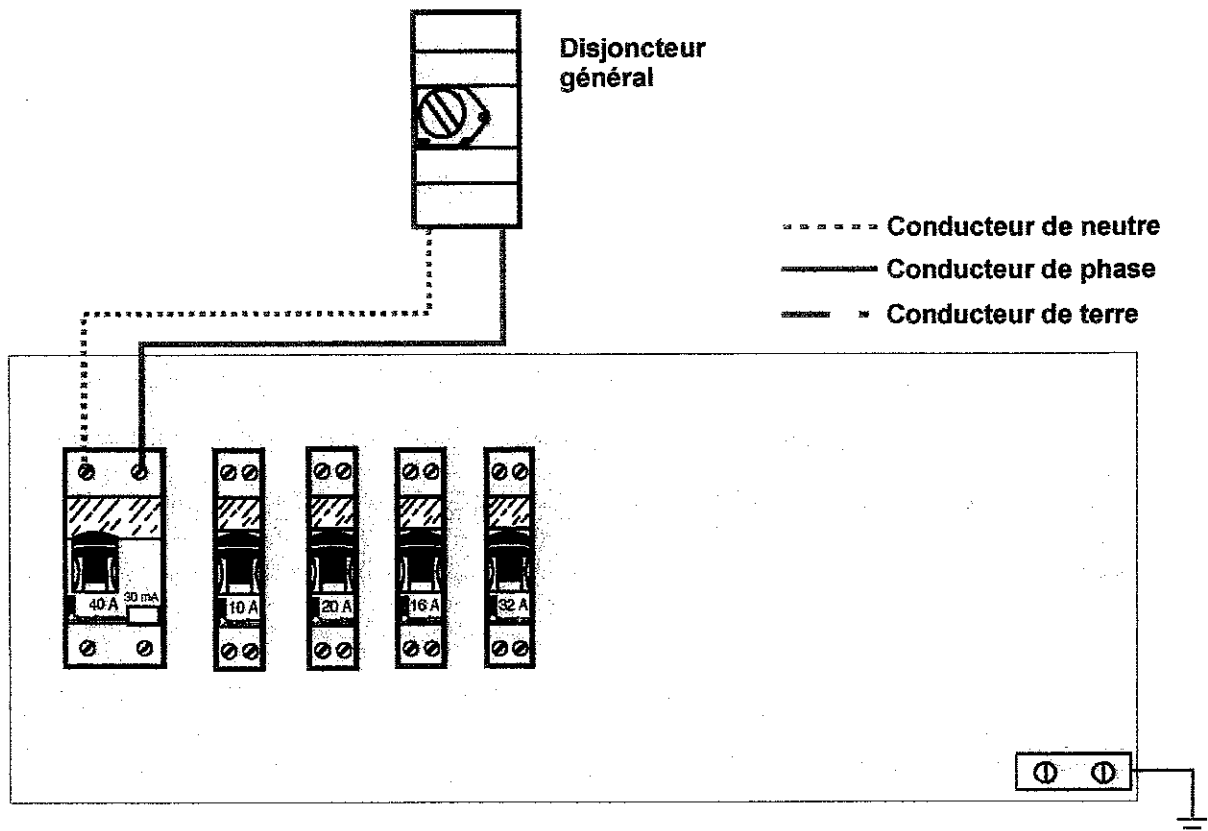 Disjoncteur
général
Conducteur de neutre
Conducteur de phase
Conducteur de terre
40 A 30 mA
10 A
20 A
16 A
32 A